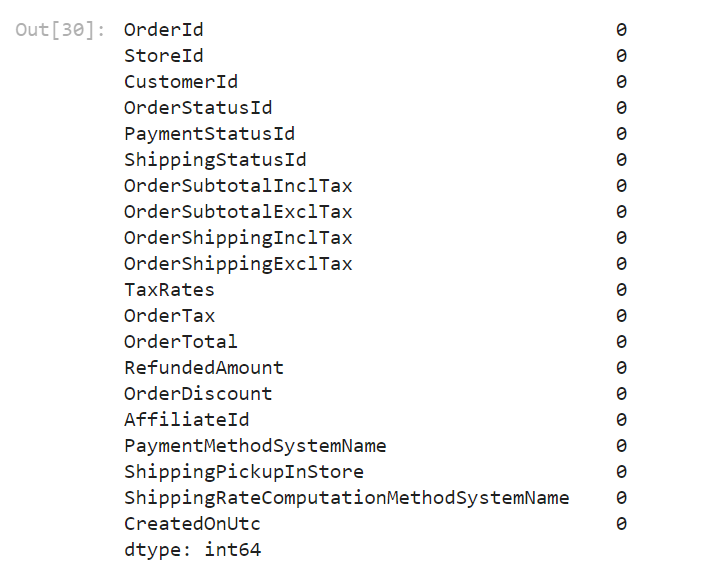 Out[30]: OrderId 0
StoreId 0
CustomerId 0
OrderStatusId 0
PaymentStatusId 0
ShippingStatusId 0
OrderSubtotalInclTax 0
OrderSubtotalExclTax 0
OrderShippingInclTax 0
OrderShippingExclTax 0
TaxRates 0
OrderTax 0
OrderTotal 0
RefundedAmount 0
OrderDiscount 0
AffiliateId 0
PaymentMethodSystemName 0
ShippingPickupInStore 0
ShippingRateComputationMethodSystemName 0
CreatedOnUtc 0
dtype: int64